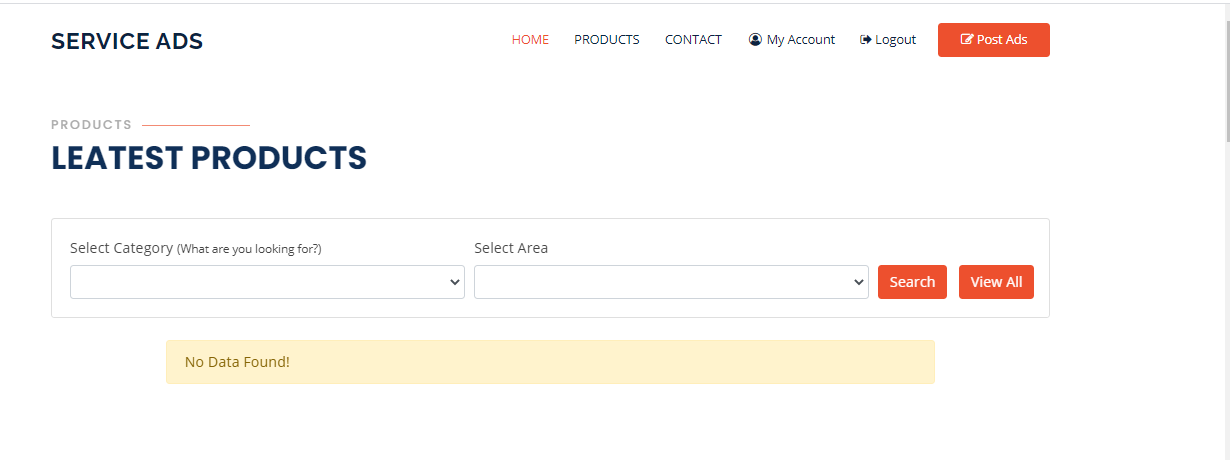 SERVICE ADS
HOME PRODUCTS CONTACT My Account Logout Post Ads
PRODUCTS
LEATEST PRODUCTS
Select Category (What are you looking for?) Select Area
Search View All
No Data Found!